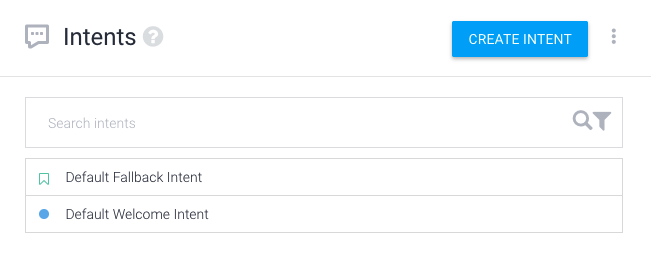 Intents ?
CREATE INTENT
Search intents
Default Fallback Intent
Default Welcome Intent